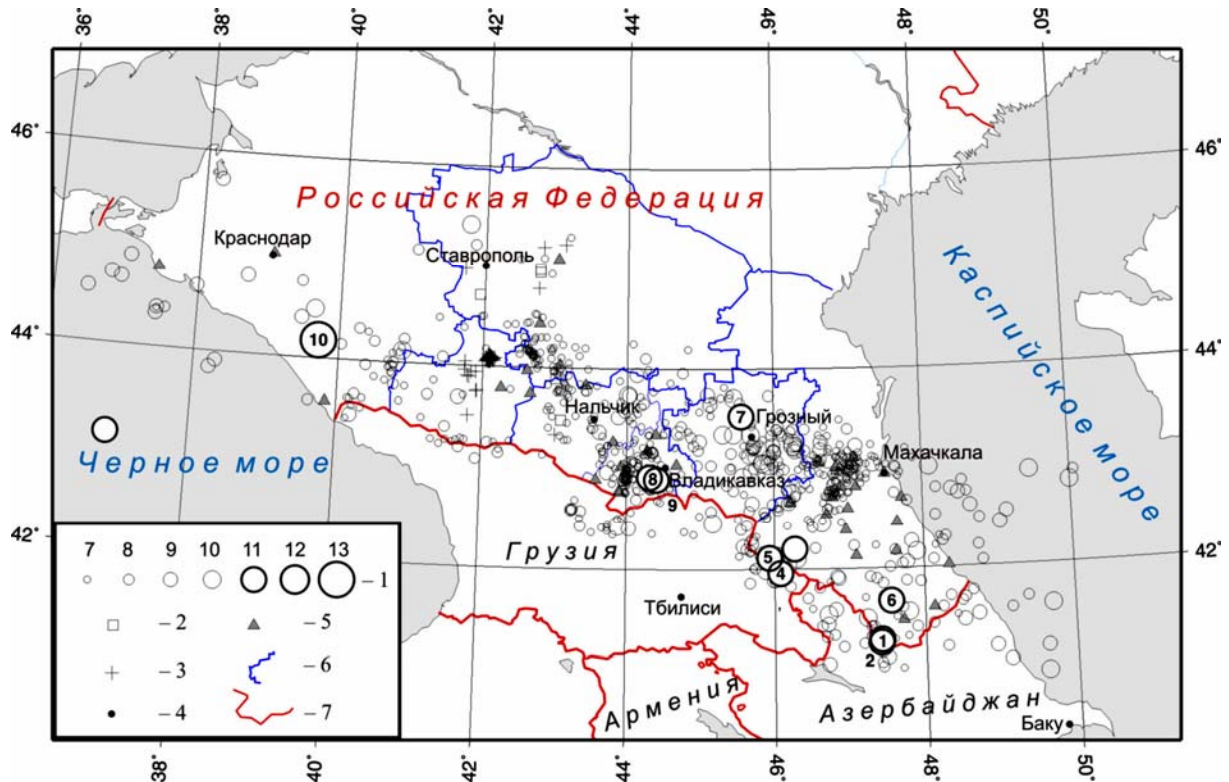 36 38 40 42 44 46 48 50°
46° 46°
Российская Федерация
Краснодар
Ставрополь
44° 44°
10
Нальчик
7 Грозный
Черное море
Махачкала
Каспийское море
8 Владикавказ
9
42° 42°
Грузия
5
4
6
Тбилиси
1
2
Армения
Азербайджан
Баку
7 8 9 10 11 12 13
– 1
– 2 – 5
– 3 – 6
– 4 – 7
38° 40° 42° 44° 46° 48° 50°